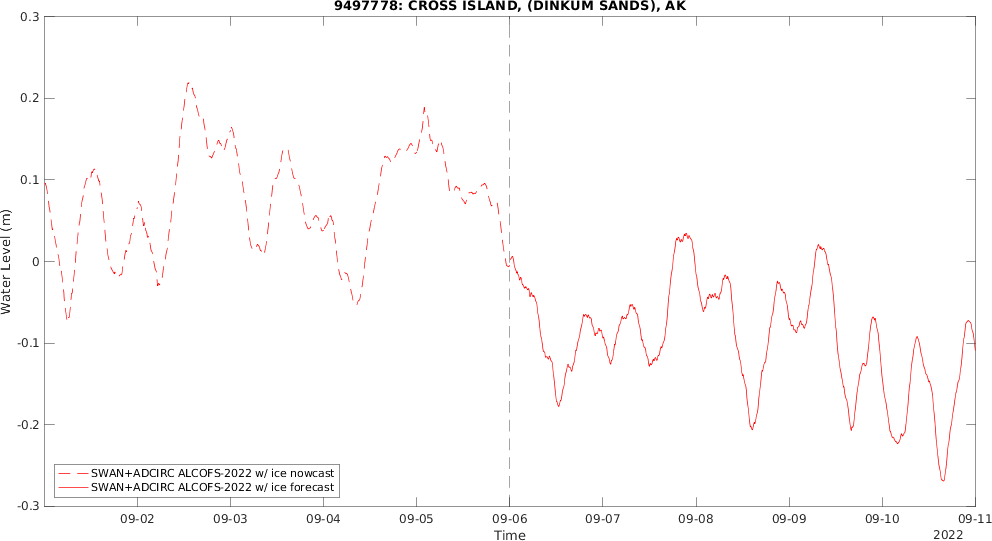 9497778: CROSS ISLAND, (DINKUM SANDS), AK
0.3
0.2
0.1
0
-0.1
-0.2
-0.3
Water Level (m)
SWAN+ADCIRC ALCOFS-2022 w/ ice nowcast
SWAN+ADCIRC ALCOFS-2022 w/ ice forecast
09-02 09-03 09-04 09-05 09-06 09-07 09-08 09-09 09-10 09-11
Time
2022